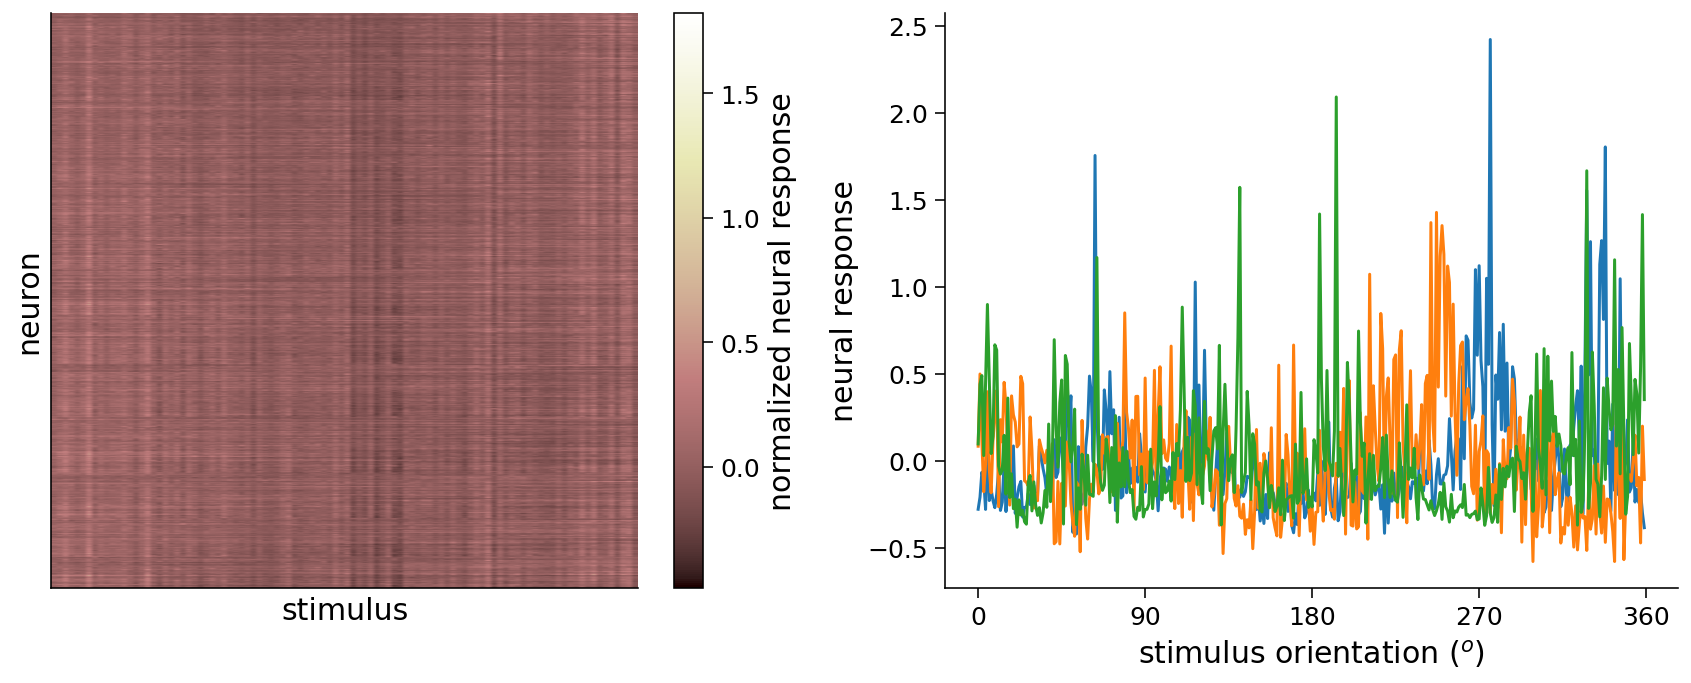 neuron
stimulus
1.5
1.0
0.5
0.0
normalized neural response
neural response
2.5
2.0
1.5
1.0
0.5
0.0
−0.5
0 90 180 270 360
stimulus orientation (o)